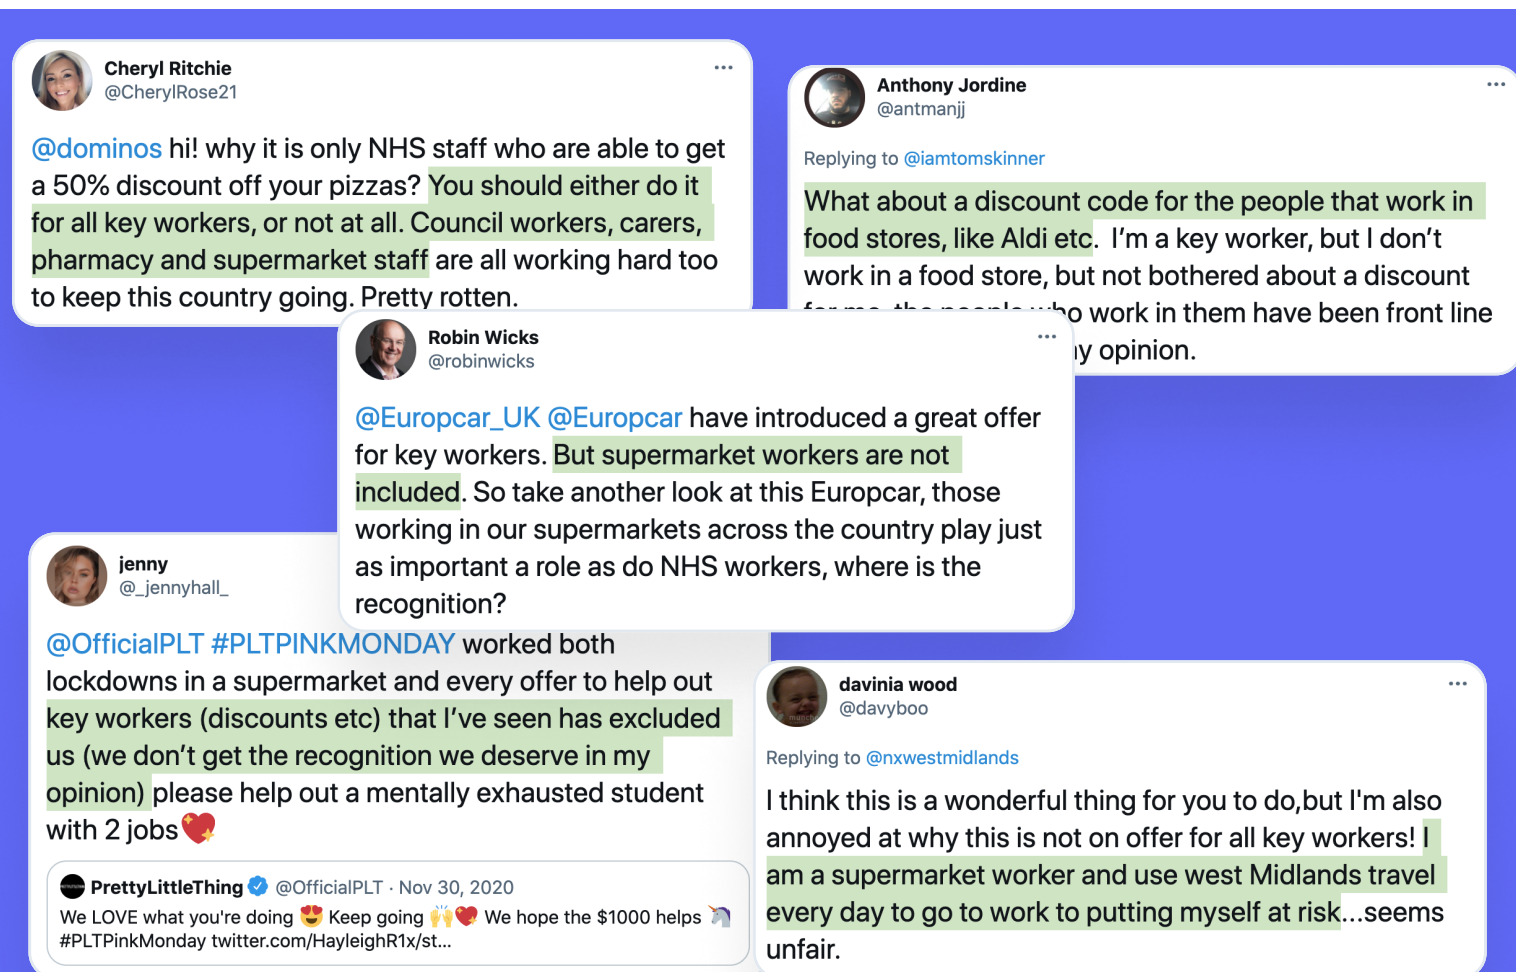 Cheryl Ritchie
@CherylRose21
@dominos hi! why it is only NHS staff who are able to get
a 50% discount off your pizzas? You should either do it
for all key workers, or not at all. Council workers, carers,
pharmacy and supermarket staff are all working hard too
to keep this country going. Pretty rotten.
Anthony Jordine
@antmanjj
Replying to @iamtomskinner
What about a discount code for the people that work in
food stores, like Aldi etc. I'm a key worker, but I don't
work in a food store, but not bothered about a discount
for me, the people who work in them have been front line
my opinion.
Robin Wicks
@robinwicks
@Europcar_UK @Europcar have introduced a great offer
for key workers. But supermarket workers are not
included. So take another look at this Europcar, those
working in our supermarkets across the country play just
as important a role as do NHS workers, where is the
recognition?
jenny
@_jennyhall_
@OfficialPLT #PLTPINKMONDAY worked both
lockdowns in a supermarket and every offer to help out
key workers (discounts etc) that I've seen has excluded
us (we don't get the recognition we deserve in my
opinion) please help out a mentally exhausted student
with 2 jobs💖
PrettyLittleThing @OfficialPLT · Nov 30, 2020
We LOVE what you're doing 😍 Keep going 🙌💖 We hope the $1000 helps 🦄
#PLTPinkMonday twitter.com/HayleighR1x/st...
davinia wood
@davyboo
Replying to @nxwestmidlands
I think this is a wonderful thing for you to do,but I'm also
annoyed at why this is not on offer for all key workers! I
am a supermarket worker and use west Midlands travel
every day to go to work to putting myself at risk...seems
unfair.